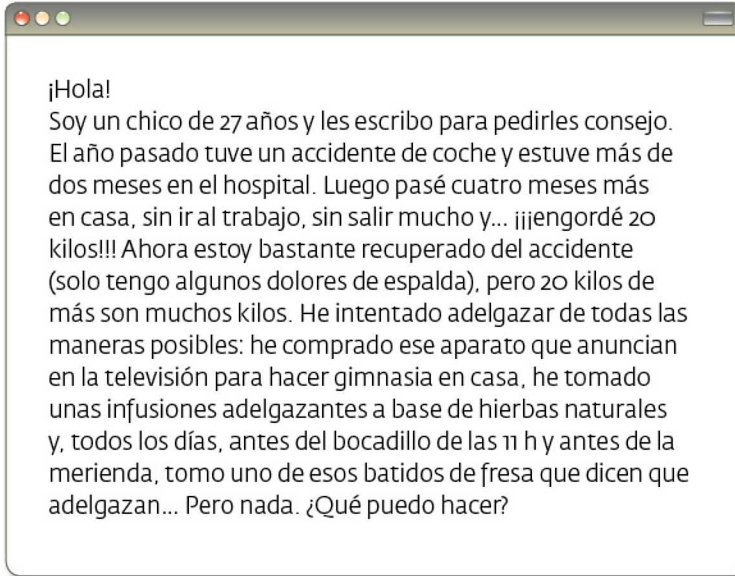 ¡Hola!
Soy un chico de 27 años y les escribo para pedirles consejo.
El año pasado tuve un accidente de coche y estuve más de
dos meses en el hospital. Luego pasé cuatro meses más
en casa, sin ir al trabajo, sin salir mucho y... ¡¡¡engordé 20
kilos!!! Ahora estoy bastante recuperado del accidente
(solo tengo algunos dolores de espalda), pero 20 kilos de
más son muchos kilos. He intentado adelgazar de todas las
maneras posibles: he comprado ese aparato que anuncian
en la televisión para hacer gimnasia en casa, he tomado
unas infusiones adelgazantes a base de hierbas naturales
y, todos los días, antes del bocadillo de las 11 h y antes de la
merienda, tomo uno de esos batidos de fresa que dicen que
adelgazan... Pero nada. ¿Qué puedo hacer?